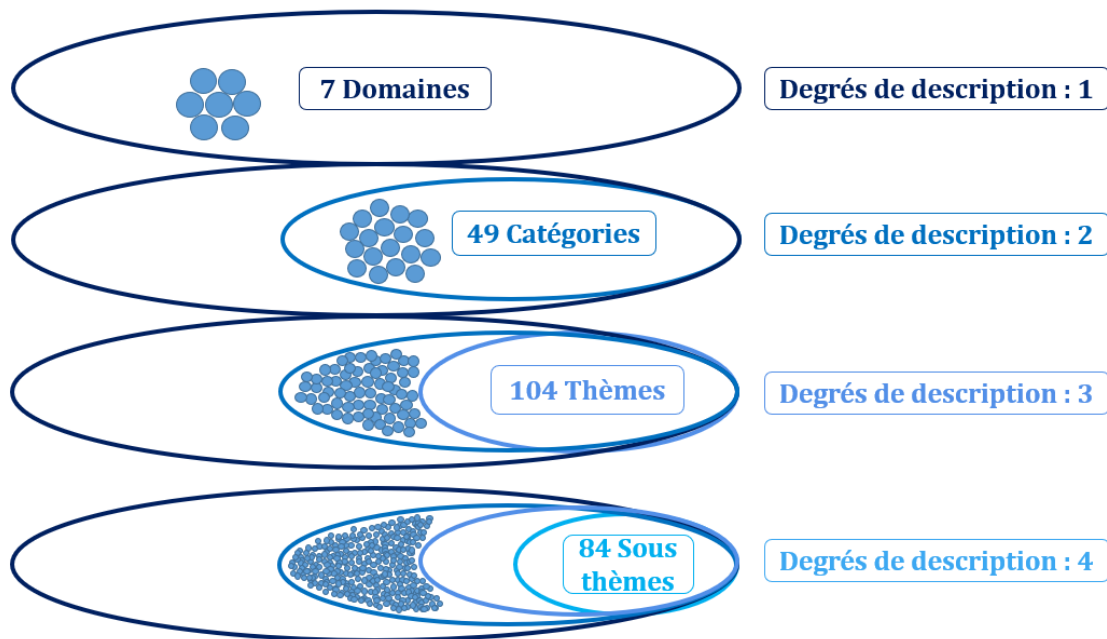 7 Domaines
Degrés de description : 1
49 Catégories
Degrés de description : 2
104 Thèmes
Degrés de description : 3
84 Sous
thèmes
Degrés de description : 4